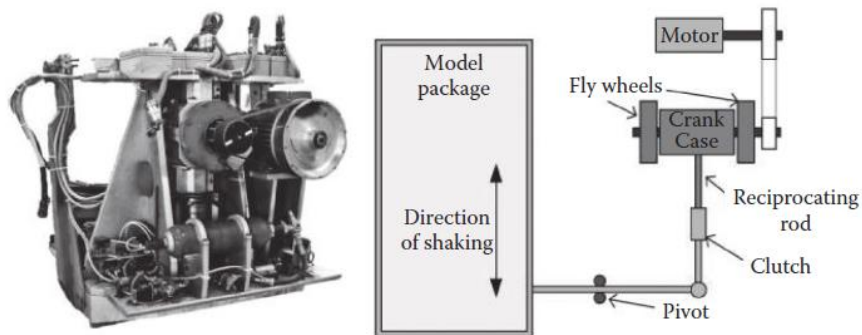 Model
package
Direction
of shaking
Motor
Fly wheels
Crank
Case
Reciprocating
rod
Clutch
Pivot